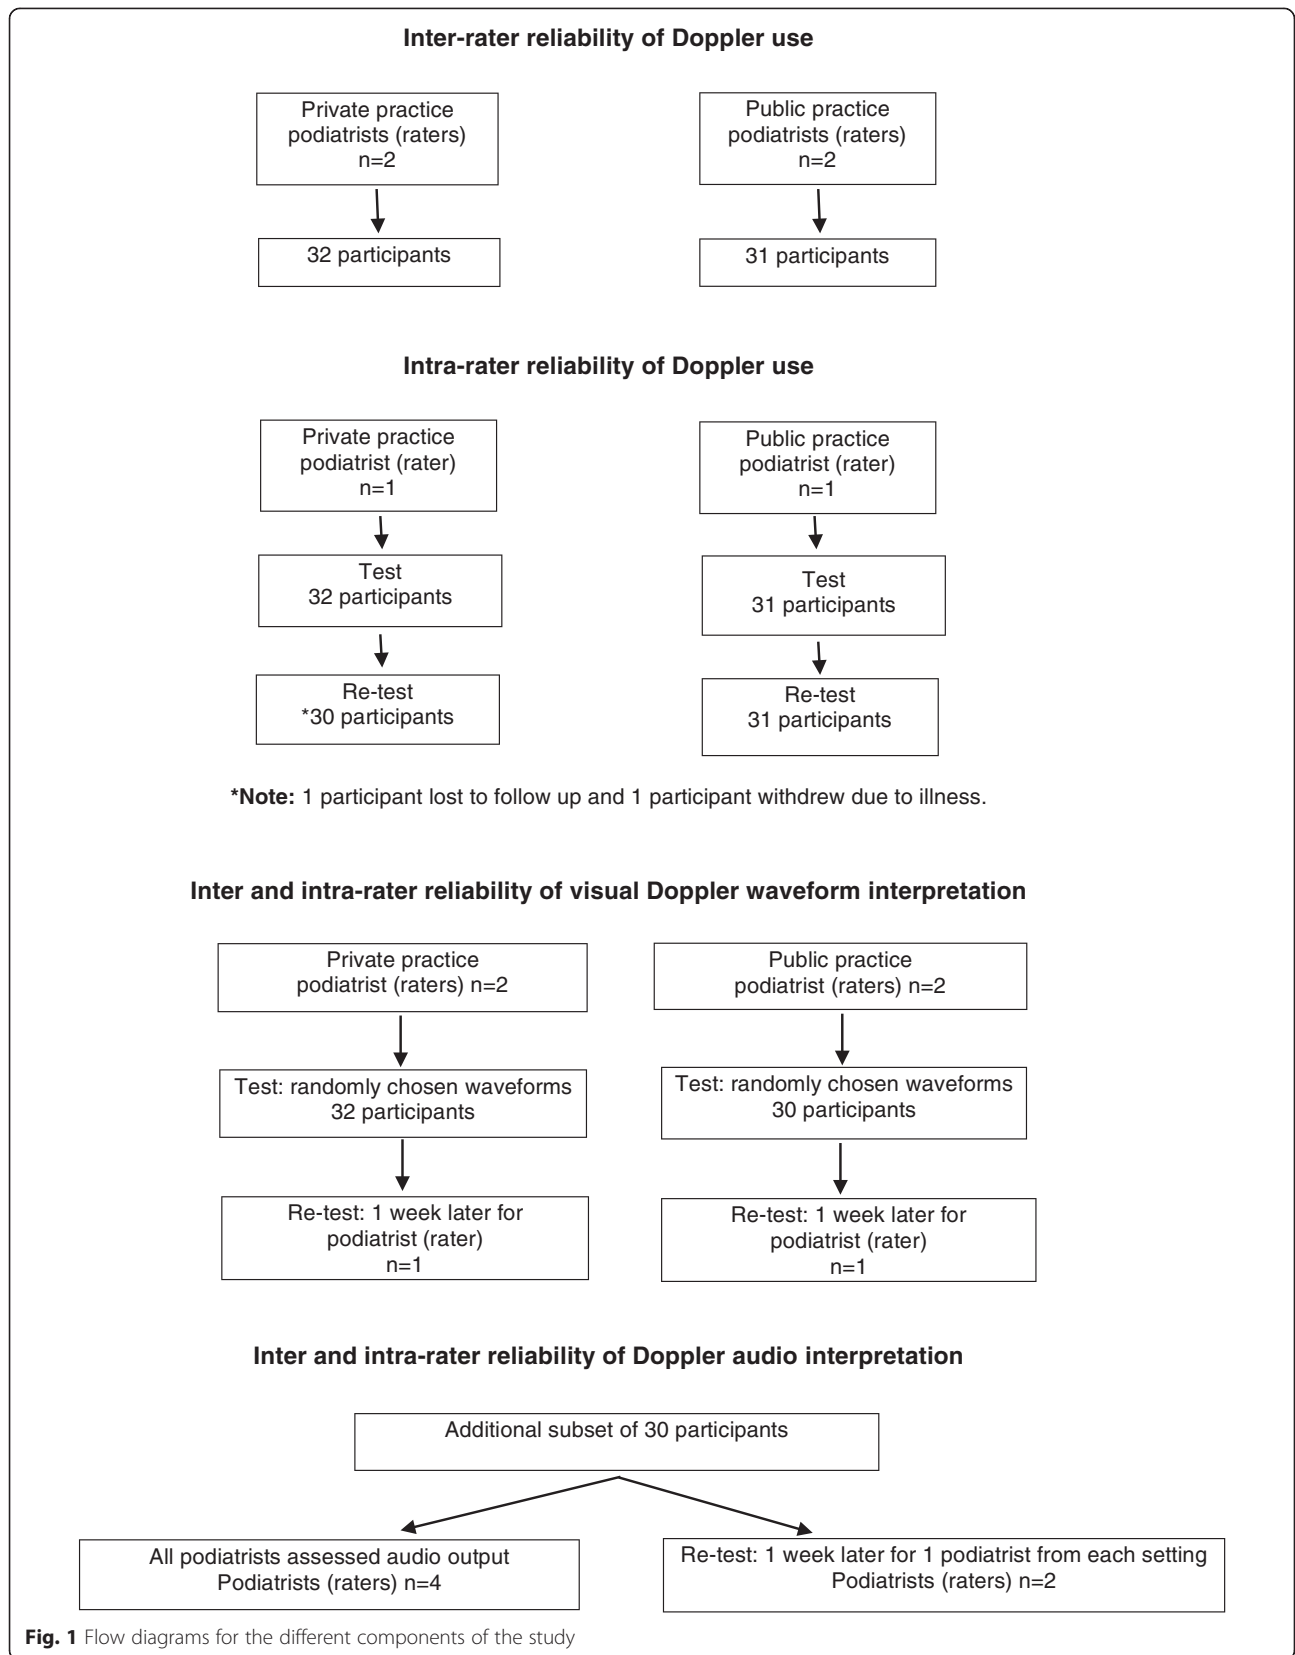 Inter-rater reliability of Doppler use
Private practice
podiatrists (raters)
n=2
Public practice
podiatrists (raters)
n=2
32 participants
31 participants
Intra-rater reliability of Doppler use
Private practice
podiatrist (rater)
n=1
Public practice
podiatrist (rater)
n=1
Test
32 participants
Test
31 participants
Re-test
*30 participants
Re-test
31 participants
*Note: 1 participant lost to follow up and 1 participant withdrew due to illness.
Inter and intra-rater reliability of visual Doppler waveform interpretation
Private practice
podiatrist (raters) n=2
Public practice
podiatrist (raters) n=2
Test: randomly chosen waveforms
32 participants
Test: randomly chosen waveforms
30 participants
Re-test: 1 week later for
podiatrist (rater)
n=1
Re-test: 1 week later for
podiatrist (rater)
n=1
Inter and intra-rater reliability of Doppler audio interpretation
Additional subset of 30 participants
All podiatrists assessed audio output
Podiatrists (raters) n=4
Re-test: 1 week later for 1 podiatrist from each setting
Podiatrists (raters) n=2
Fig. 1 Flow diagrams for the different components of the study